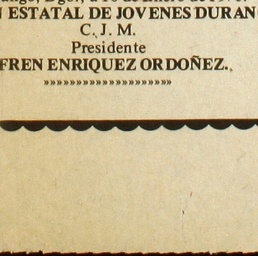 ESTATAL DE JOVENES DURAN
C. J. M.
Presidente
FREN ENRIQUEZ ORDOÑEZ.
»»»»»»»»»»»»»»»»»»»»